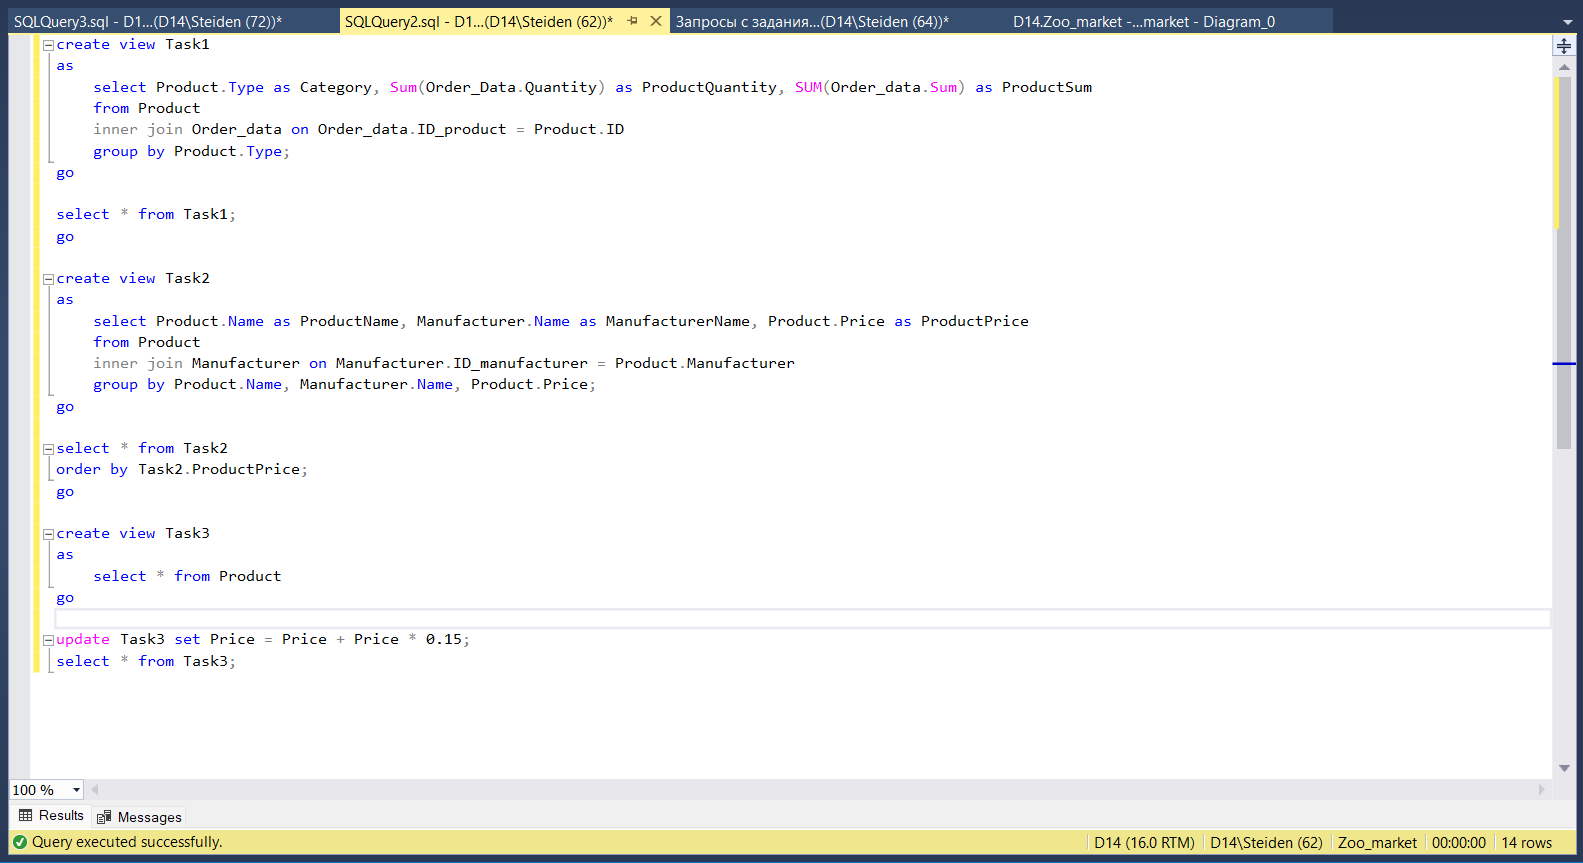 SQLQuery3.sql - D1...(D14\Steiden (72))* SQLQuery2.sql - D1...(D14\Steiden (62))* Запросы с задания...(D14\Steiden (64))* D14.Zoo_market -...market - Diagram_0
create view Task1
as
select Product.Type as Category, Sum(Order_Data.Quantity) as ProductQuantity, SUM(Order_data.Sum) as ProductSum
from Product
inner join Order_data on Order_data.ID_product = Product.ID
group by Product.Type;
go
select * from Task1;
go
create view Task2
as
select Product.Name as ProductName, Manufacturer.Name as ManufacturerName, Product.Price as ProductPrice
from Product
inner join Manufacturer on Manufacturer.ID_manufacturer = Product.Manufacturer
group by Product.Name, Manufacturer.Name, Product.Price;
go
select * from Task2
order by Task2.ProductPrice;
go
create view Task3
as
select * from Product
go
update Task3 set Price = Price + Price * 0.15;
select * from Task3;
100 %
Results Messages
Query executed successfully. D14 (16.0 RTM) D14\Steiden (62) Zoo_market 00:00:00 14 rows